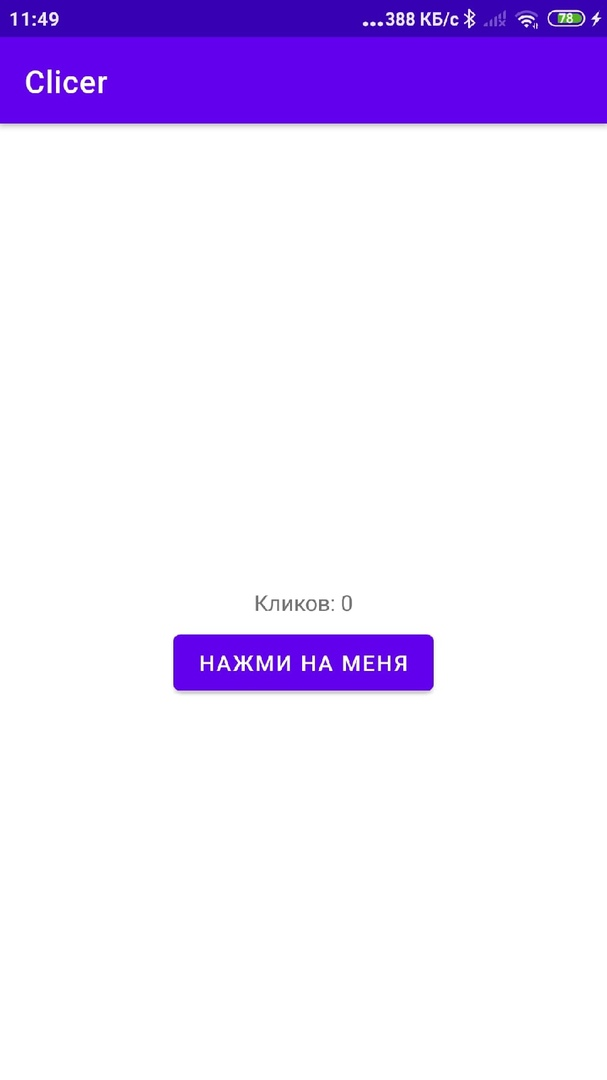 11:49 ...388 КБ/с 78
Clicer
Кликов: 0
НАЖМИ НА МЕНЯ